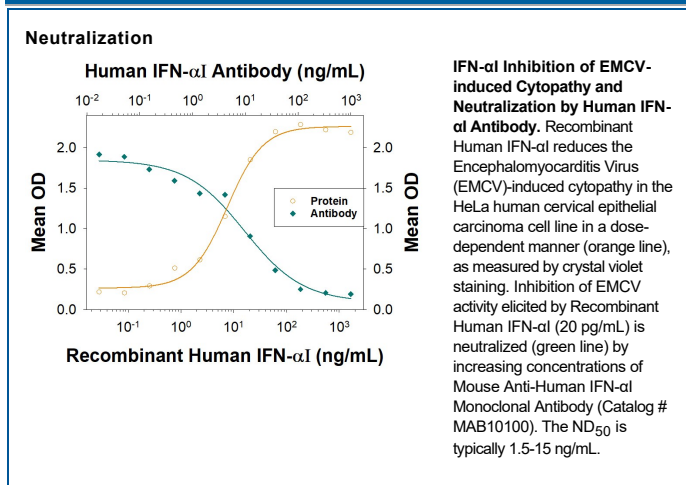 Neutralization
Human IFN-αI Antibody (ng/mL)
10-2 10-1 100 101 102 103
Mean OD
2.0
1.5
1.0
0.5
0.0
Protein
Antibody
2.0
1.5
1.0
0.5
0.0
Mean OD
10-1 100 101 102 103
Recombinant Human IFN-αI (ng/mL)
IFN-αI Inhibition of EMCV-
induced Cytopathy and
Neutralization by Human IFN-
αI Antibody. Recombinant
Human IFN-αI reduces the
Encephalomyocarditis Virus
(EMCV)-induced cytopathy in the
HeLa human cervical epithelial
carcinoma cell line in a dose-
dependent manner (orange line),
as measured by crystal violet
staining. Inhibition of EMCV
activity elicited by Recombinant
Human IFN-αI (20 pg/mL) is
neutralized (green line) by
increasing concentrations of
Mouse Anti-Human IFN-αI
Monoclonal Antibody (Catalog #
MAB10100). The ND50 is
typically 1.5-15 ng/mL.